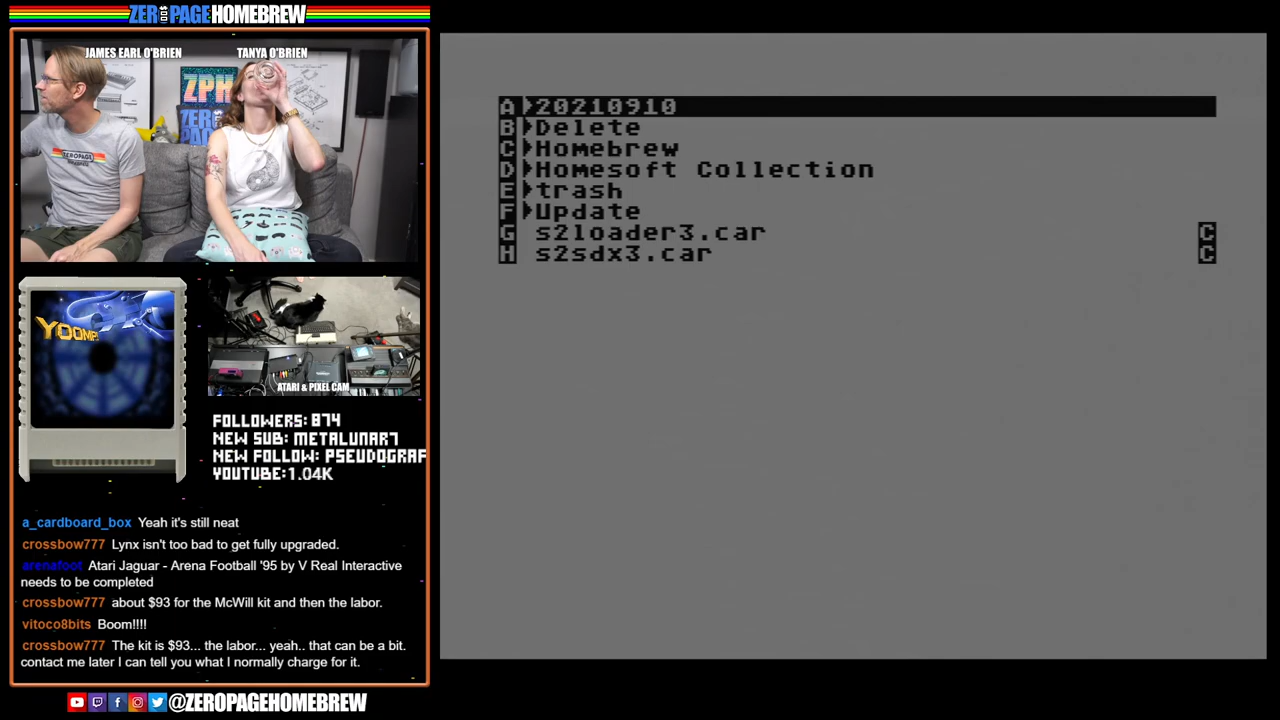 ZEROPAGE HOMEBREW
JAMES EARL O'BRIEN
TANYA O'BRIEN
ZPH
ZEROPAGE
YOOMP!
ATARI & PIXEL CAM
FOLLOWERS: 874
NEW SUB: METALUNAR7
NEW FOLLOW: PSEUDOGRAF
YOUTUBE:1.04K
a_cardboard_box Yeah it's still neat
crossbow777 Lynx isn't too bad to get fully upgraded.
arenafoot Atari Jaguar - Arena Football '95 by V Real Interactive
needs to be completed
crossbow777 about $93 for the McWill kit and then the labor.
vitoco8bits Boom!!!!
crossbow777 The kit is $93... the labor... yeah.. that can be a bit.
contact me later I can tell you what I normally charge for it.
@ZEROPAGEHOMEBREW
A 20210910
B Delete
C Homebrew
D Homesoft Collection
E trash
F Update
G s2loader3.car C
H s2sdx3.car C